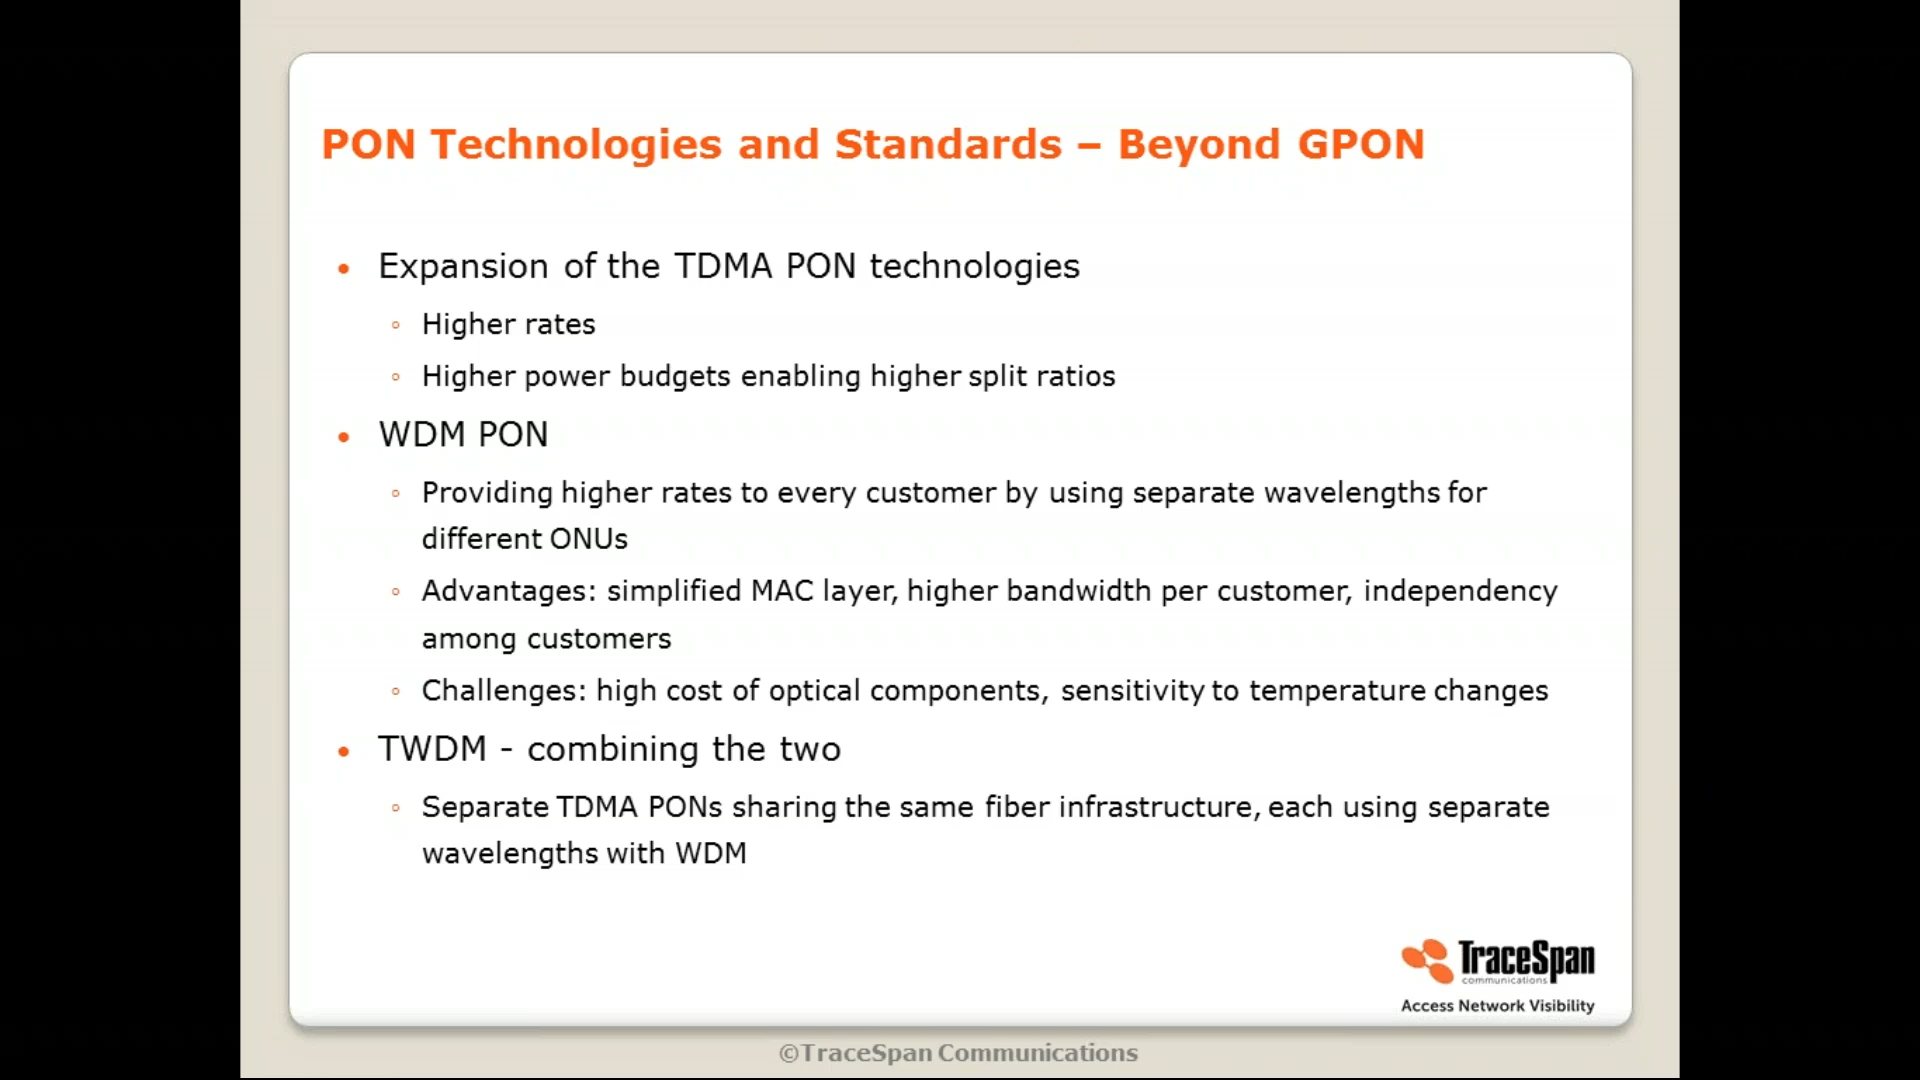 PON Technologies and Standards – Beyond GPON
• Expansion of the TDMA PON technologies
◦ Higher rates
◦ Higher power budgets enabling higher split ratios
• WDM PON
◦ Providing higher rates to every customer by using separate wavelengths for
different ONUs
◦ Advantages: simplified MAC layer, higher bandwidth per customer, independency
among customers
◦ Challenges: high cost of optical components, sensitivity to temperature changes
• TWDM - combining the two
◦ Separate TDMA PONs sharing the same fiber infrastructure, each using separate
wavelengths with WDM
TraceSpan
communications
Access Network Visibility
©TraceSpan Communications